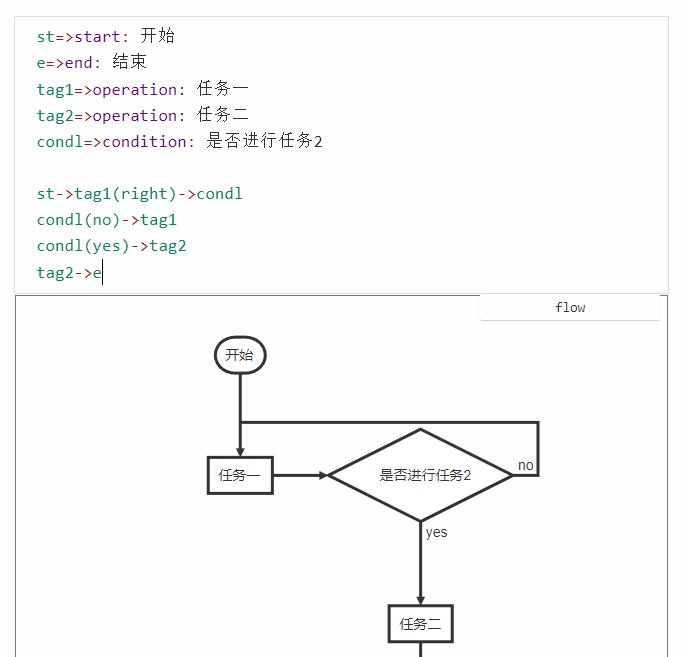 st=>start: 开始
e=>end: 结束
tag1=>operation: 任务一
tag2=>operation: 任务二
condl=>condition: 是否进行任务2
st->tag1(right)->condl
condl(no)->tag1
condl(yes)->tag2
tag2->e
flow
开始
任务一
是否进行任务2
no
yes
任务二